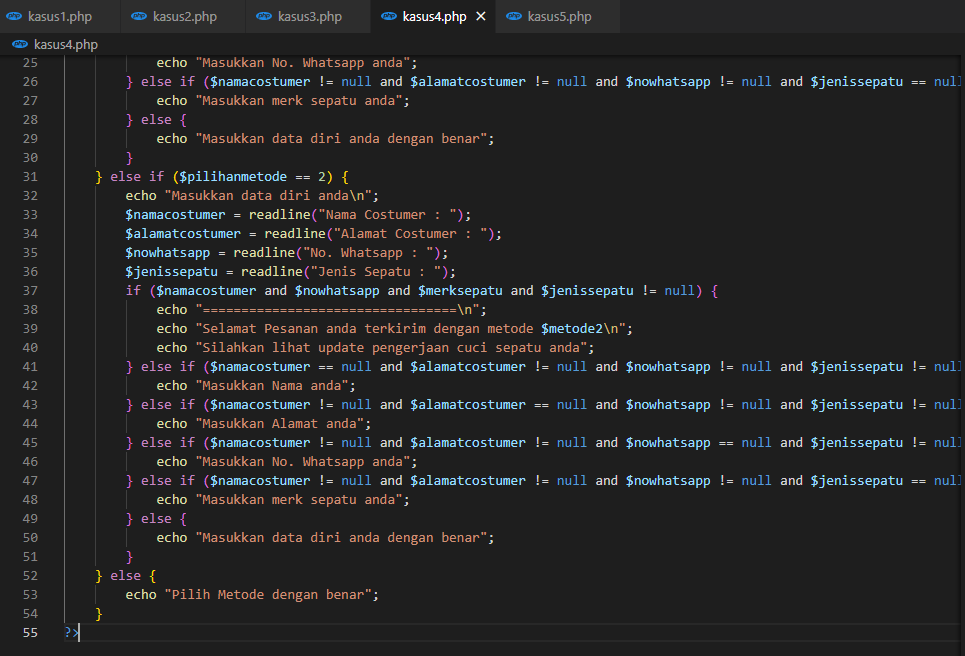 kasus1.php kasus2.php kasus3.php kasus4.php × kasus5.php
kasus4.php
25 echo "Masukkan No. Whatsapp anda";
26 } else if ($namacostumer != null and $alamatcostumer != null and $nowhatsapp != null and $jenissepatu == null
27 echo "Masukkan merk sepatu anda";
28 } else {
29 echo "Masukkan data diri anda dengan benar";
30 }
31 } else if ($pilihanmetode == 2) {
32 echo "Masukkan data diri anda\n";
33 $namacostumer = readline("Nama Costumer : ");
34 $alamatcostumer = readline("Alamat Costumer : ");
35 $nowhatsapp = readline("No. Whatsapp : ");
36 $jenissepatu = readline("Jenis Sepatu : ");
37 if ($namacostumer and $nowhatsapp and $merksepatu and $jenissepatu != null) {
38 echo "=================================\n";
39 echo "Selamat Pesanan anda terkirim dengan metode $metode2\n";
40 echo "Silahkan lihat update pengerjaan cuci sepatu anda";
41 } else if ($namacostumer == null and $alamatcostumer != null and $nowhatsapp != null and $jenissepatu != null
42 echo "Masukkan Nama anda";
43 } else if ($namacostumer != null and $alamatcostumer == null and $nowhatsapp != null and $jenissepatu != null
44 echo "Masukkan Alamat anda";
45 } else if ($namacostumer != null and $alamatcostumer != null and $nowhatsapp == null and $jenissepatu != null
46 echo "Masukkan No. Whatsapp anda";
47 } else if ($namacostumer != null and $alamatcostumer != null and $nowhatsapp != null and $jenissepatu == null
48 echo "Masukkan merk sepatu anda";
49 } else {
50 echo "Masukkan data diri anda dengan benar";
51 }
52 } else {
53 echo "Pilih Metode dengan benar";
54 }
55 ?>